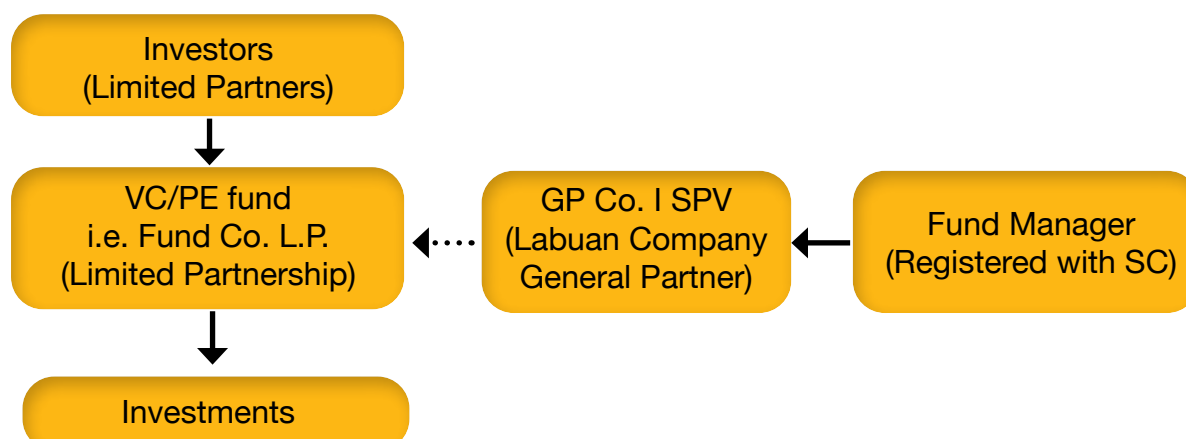 Investors
(Limited Partners)
VC/PE fund
i.e. Fund Co. L.P.
(Limited Partnership)
GP Co. I SPV
(Labuan Company
General Partner)
Fund Manager
(Registered with SC)
Investments